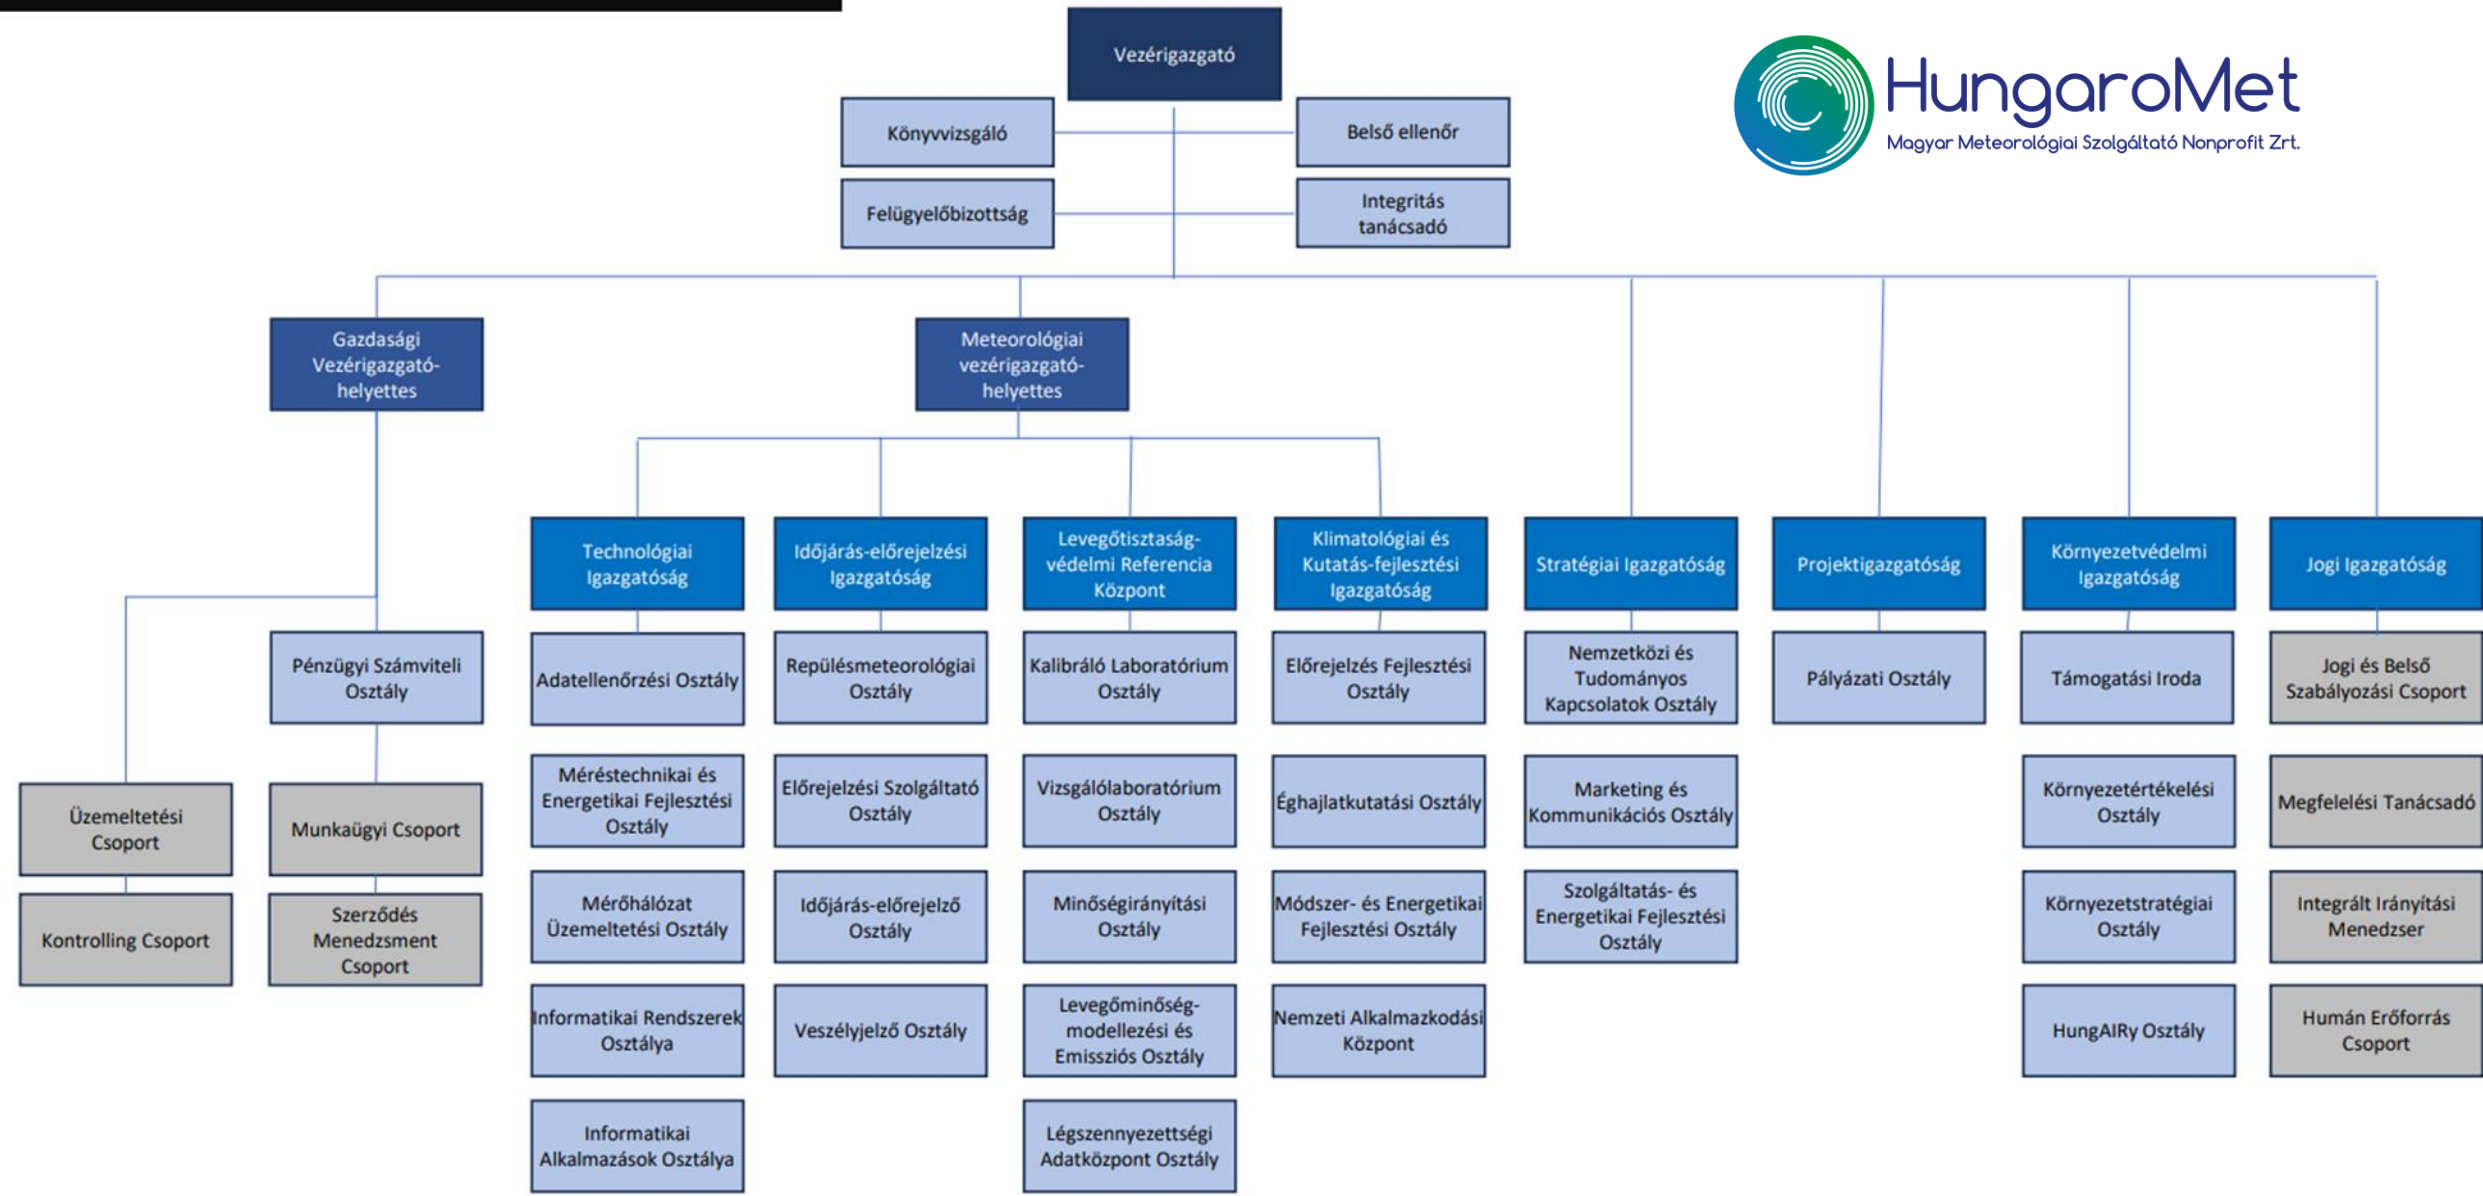 Vezérigazgató
HungaroMet
Magyar Meteorológiai Szolgáltató Nonprofit Zrt.
Könyvvizsgáló
Belső ellenőr
Felügyelőbizottság
Integritás
tanácsadó
Gazdasági
Vezérigazgató-
helyettes
Meteorológiai
vezérigazgató-
helyettes
Technológiai
Igazgatóság
Időjárás-előrejelzési
Igazgatóság
Levegőtisztaság-
védelmi Referencia
Központ
Klimatológiai és
Kutatás-fejlesztési
Igazgatóság
Stratégiai Igazgatóság
Projektigazgatóság
Környezetvédelmi
Igazgatóság
Jogi Igazgatóság
Pénzügyi Számviteli
Osztály
Adatellenőrzési Osztály
Repülésmeteorológiai
Osztály
Kalibráló Laboratórium
Osztály
Előrejelzés Fejlesztési
Osztály
Nemzetközi és
Tudományos
Kapcsolatok Osztály
Pályázati Osztály
Támogatási Iroda
Jogi és Belső
Szabályozási Csoport
Üzemeltetési
Csoport
Munkaügyi Csoport
Méréstechnikai és
Energetikai Fejlesztési
Osztály
Előrejelzési Szolgáltató
Osztály
Vizsgálólaboratórium
Osztály
Éghajlatkutatási Osztály
Marketing és
Kommunikációs Osztály
Környezetértékelési
Osztály
Megfelelési Tanácsadó
Kontrolling Csoport
Szerződés
Menedzsment
Csoport
Mérőhálózat
Üzemeltetési Osztály
Időjárás-előrejelző
Osztály
Minőségirányítási
Osztály
Módszer- és Energetikai
Fejlesztési Osztály
Szolgáltatás- és
Energetikai Fejlesztési
Osztály
Környezetstratégiai
Osztály
Integrált Irányítási
Menedzser
Informatikai Rendszerek
Osztálya
Veszélyjelző Osztály
Levegőminőség-
modellezési és
Emissziós Osztály
Nemzeti Alkalmazkodási
Központ
HungAIRy Osztály
Humán Erőforrás
Csoport
Informatikai
Alkalmazások Osztálya
Légszennyezettségi
Adatközpont Osztály